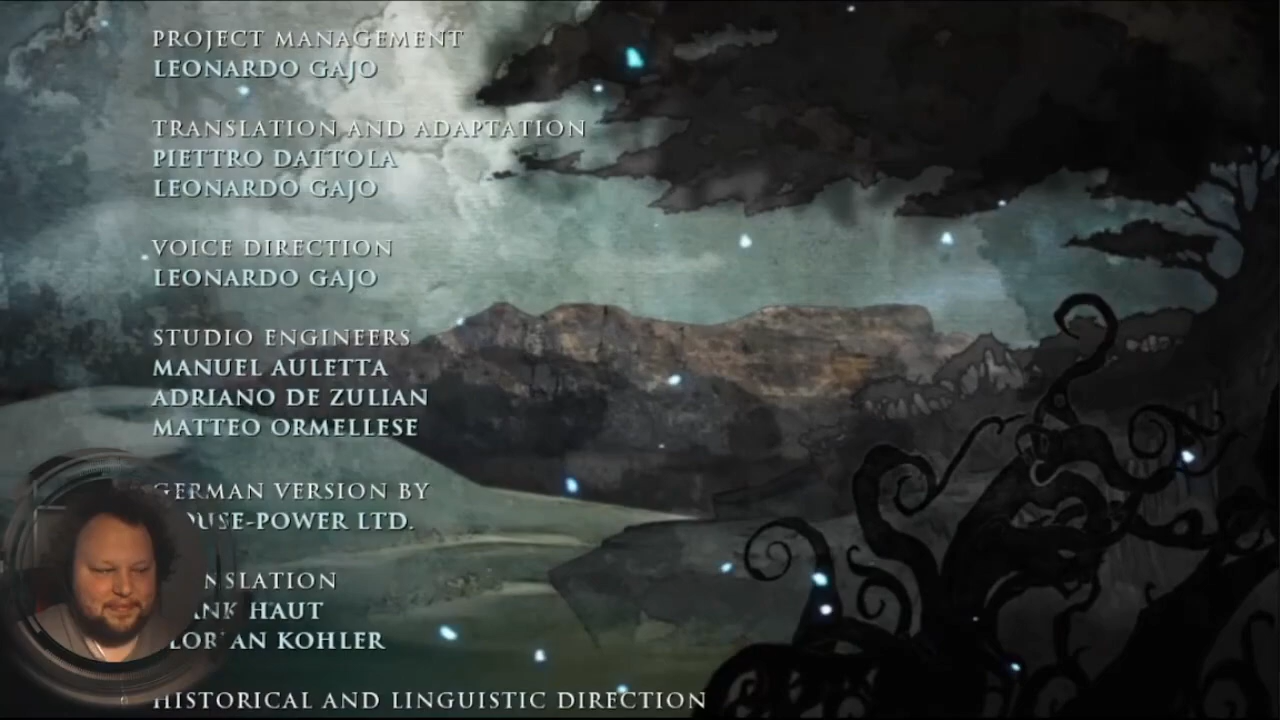 PROJECT MANAGEMENT
LEONARDO GAJO
TRANSLATION AND ADAPTATION
PIETTRO DATTOLA
LEONARDO GAJO
VOICE DIRECTION
LEONARDO GAJO
STUDIO ENGINEERS
MANUEL AULETTA
ADRIANO DE ZULIAN
MATTEO ORMELLESE
GERMAN VERSION BY
LTD.
HAUT
KOHLER
HISTORICAL AND LINGUISTIC DIRECTION